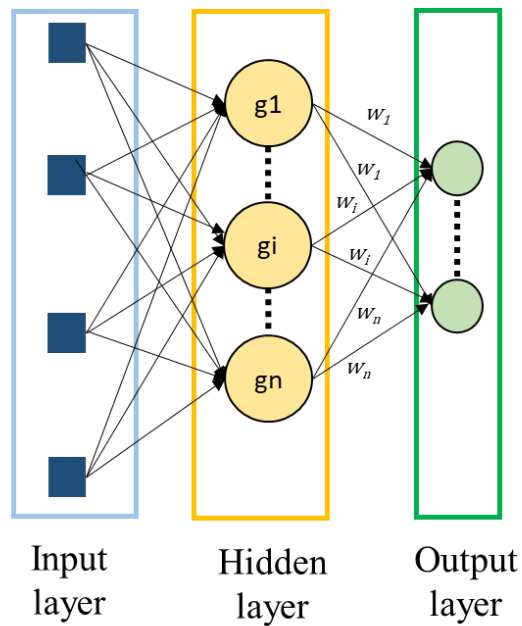 g1
gi
gn
w1
w1
wi
wi
wn
wn
Input
layer
Hidden
layer
Output
layer